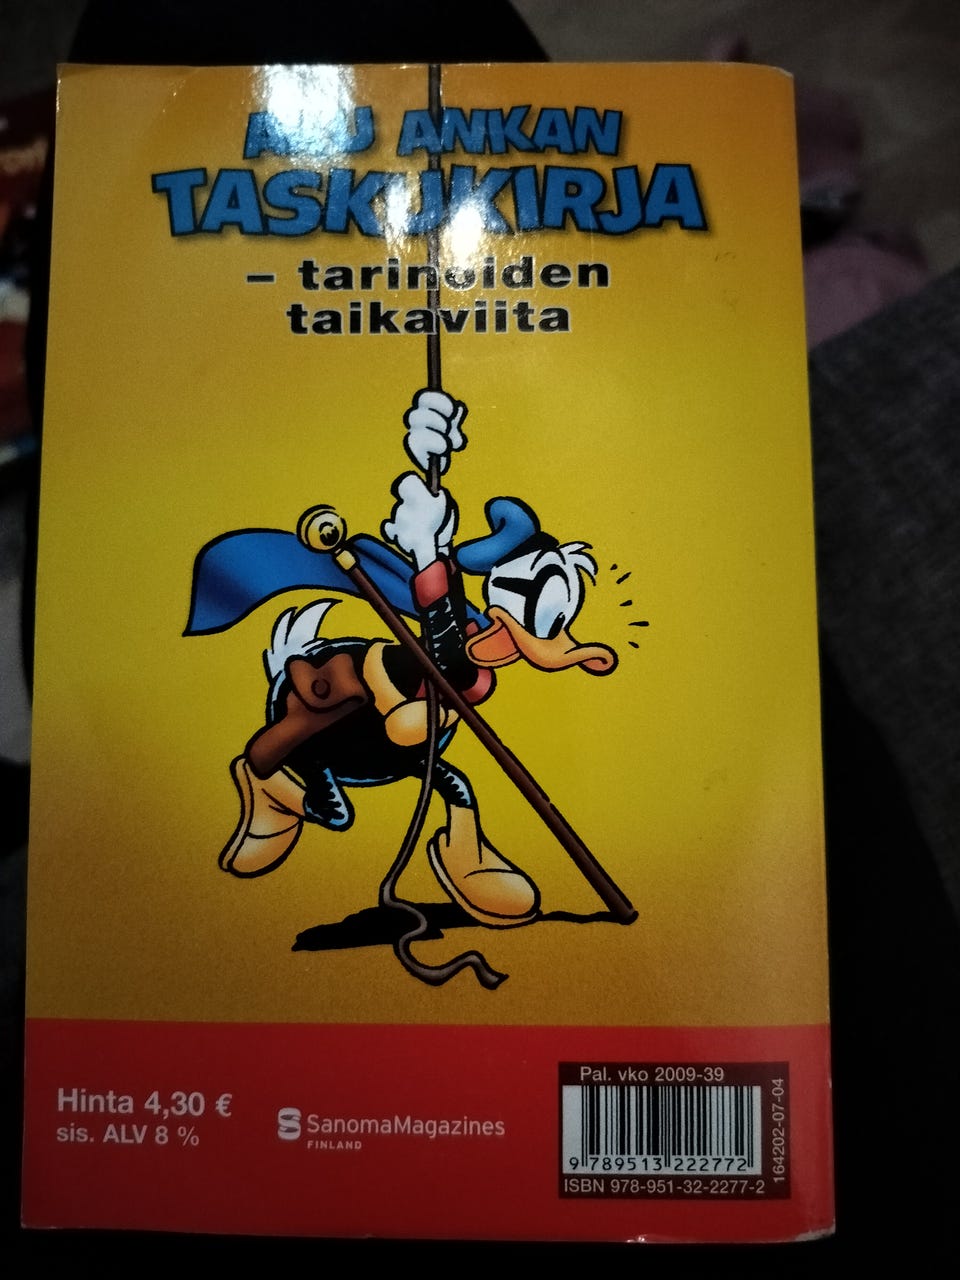 AKU ANKAN
TASKUKIRJA
– tarinoiden
taikaviita
Hinta 4,30 €
sis. ALV 8 %
SanomaMagazines
FINLAND
Pal. vko 2009-39
9 789513 222772
ISBN 978-951-32-2277-2
164202-07-04